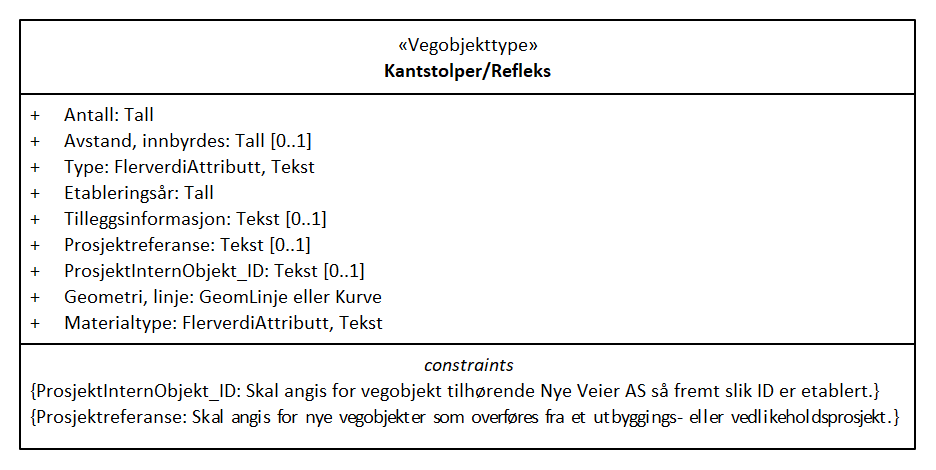 «Vegobjekttype»
Kantstolper/Refleks
+ Antall: Tall
+ Avstand, innbyrdes: Tall [0..1]
+ Type: FlerverdiAttributt, Tekst
+ Etableringsår: Tall
+ Tilleggsinformasjon: Tekst [0..1]
+ Prosjektreferanse: Tekst [0..1]
+ ProsjektInternObjekt_ID: Tekst [0..1]
+ Geometri, linje: GeomLinje eller Kurve
+ Materialtype: FlerverdiAttributt, Tekst
constraints
{ProsjektInternObjekt_ID: Skal angis for vegobjekt tilhørende Nye Veier AS så fremt slik ID er etablert.}
{Prosjektreferanse: Skal angis for nye vegobjekter som overføres fra et utbyggings- eller vedlikeholdsprosjekt.}